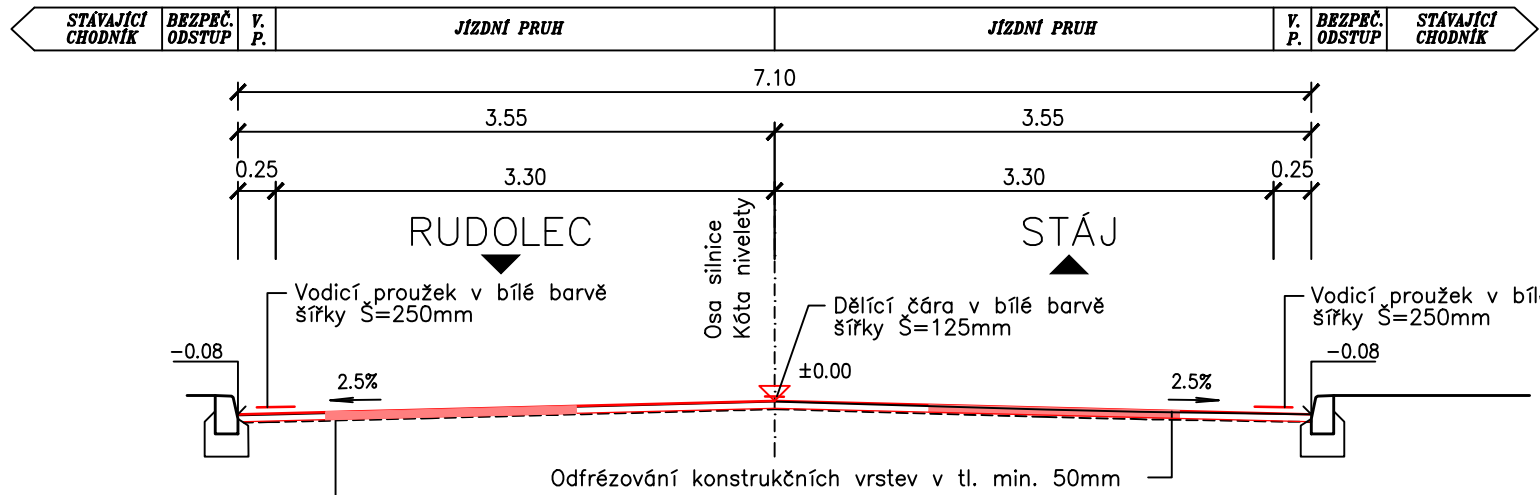 STÁVAJÍCÍ CHODNÍK
BEZPEČ. ODSTUP
V. P.
JÍZDNÍ PRUH
JÍZDNÍ PRUH
V. P.
BEZPEČ. ODSTUP
STÁVAJÍCÍ CHODNÍK
7.10
3.55
3.55
0.25
3.30
3.30
0.25
RUDOLEC
STÁJ
Osa silnice
Kóta nivelety
Vodicí proužek v bílé barvě
šířky Š=250mm
Dělící čára v bílé barvě
šířky Š=125mm
Vodicí proužek v bíl
šířky Š=250mm
-0.08
2.5%
±0.00
2.5%
-0.08
Odfrézování konstrukčních vrstev v tl. min. 50mm